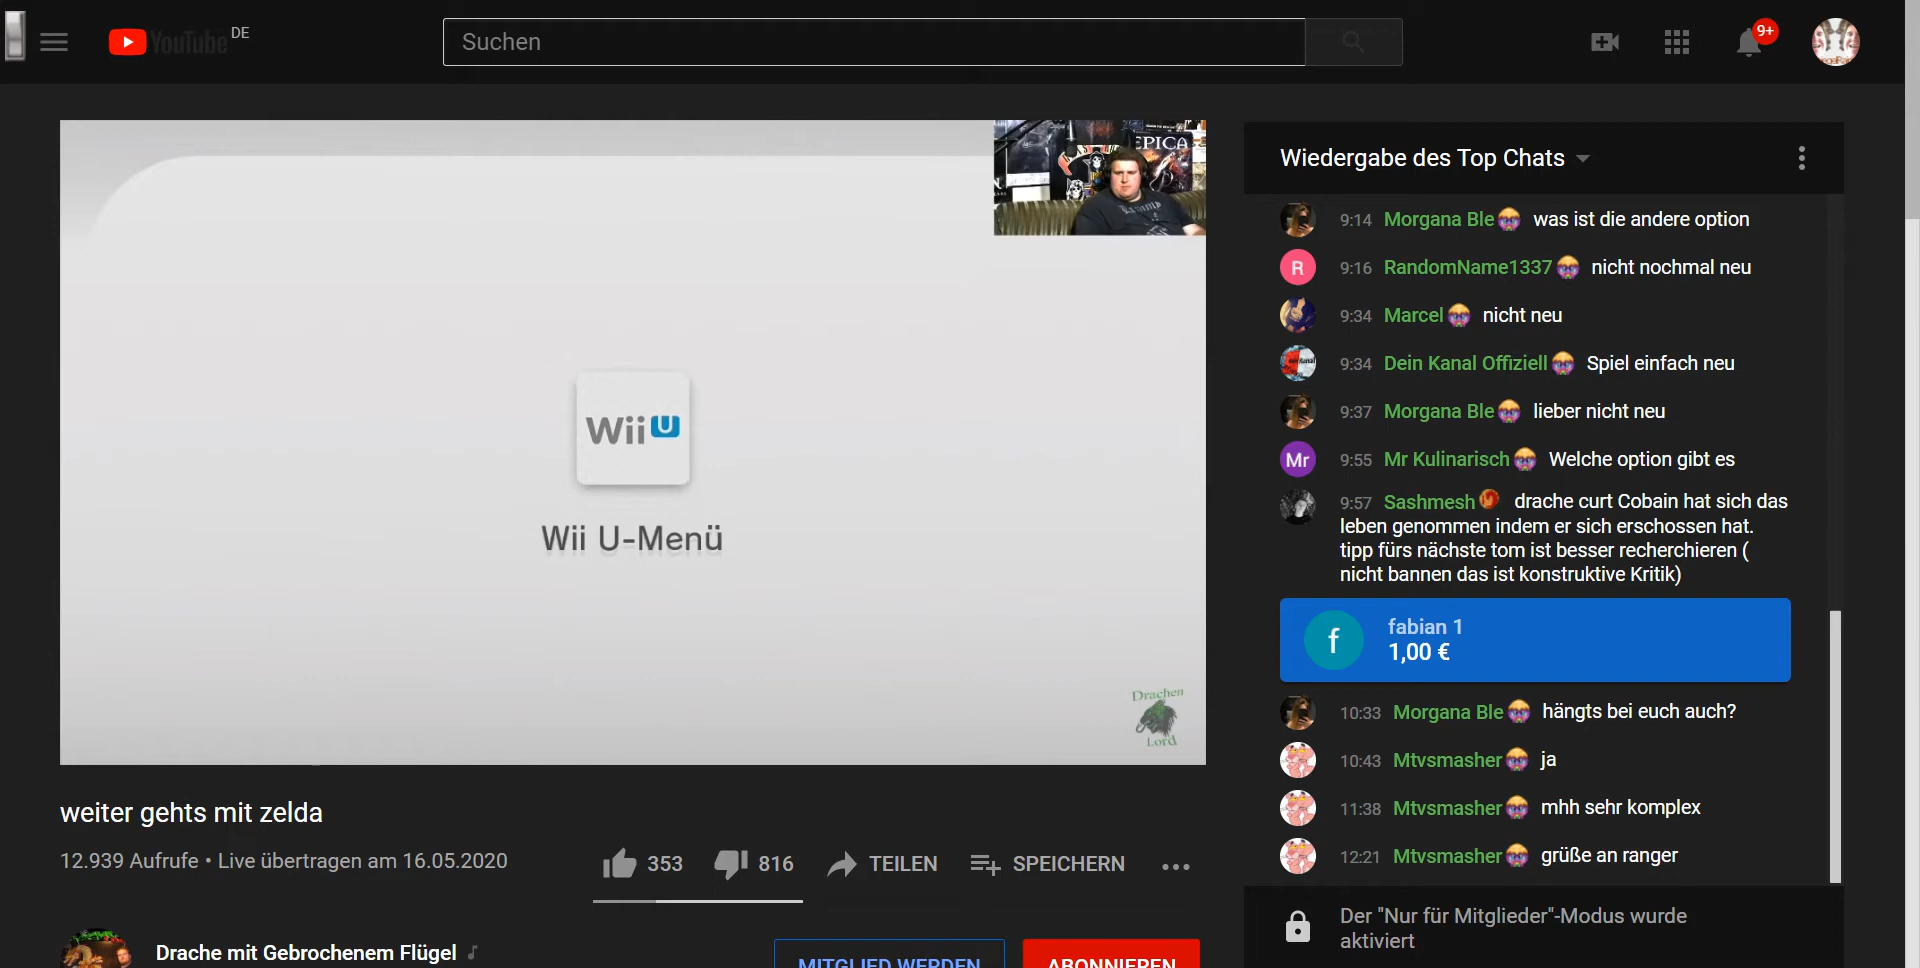 YouTube DE
Suchen
9+
EPICA
Wii U
Wii U-Menü
Drachen
Lord
weiter gehts mit zelda
12.939 Aufrufe • Live übertragen am 16.05.2020
353
816
TEILEN
SPEICHERN
Drache mit Gebrochenem Flügel
MITGLIED WERDEN
ABONNIEREN
Wiedergabe des Top Chats
9:14 Morgana Ble was ist die andere option
R
9:16 RandomName1337 nicht nochmal neu
9:34 Marcel nicht neu
9:34 Dein Kanal Offiziell Spiel einfach neu
9:37 Morgana Ble lieber nicht neu
Mr
9:55 Mr Kulinarisch Welche option gibt es
9:57 Sashmesh drache curt Cobain hat sich das
leben genommen indem er sich erschossen hat.
tipp fürs nächste tom ist besser recherchieren (
nicht bannen das ist konstruktive Kritik)
f
fabian 1
1,00 €
10:33 Morgana Ble hängts bei euch auch?
10:43 Mtvsmasher ja
11:38 Mtvsmasher mhh sehr komplex
12:21 Mtvsmasher grüße an ranger
Der "Nur für Mitglieder"-Modus wurde
aktiviert